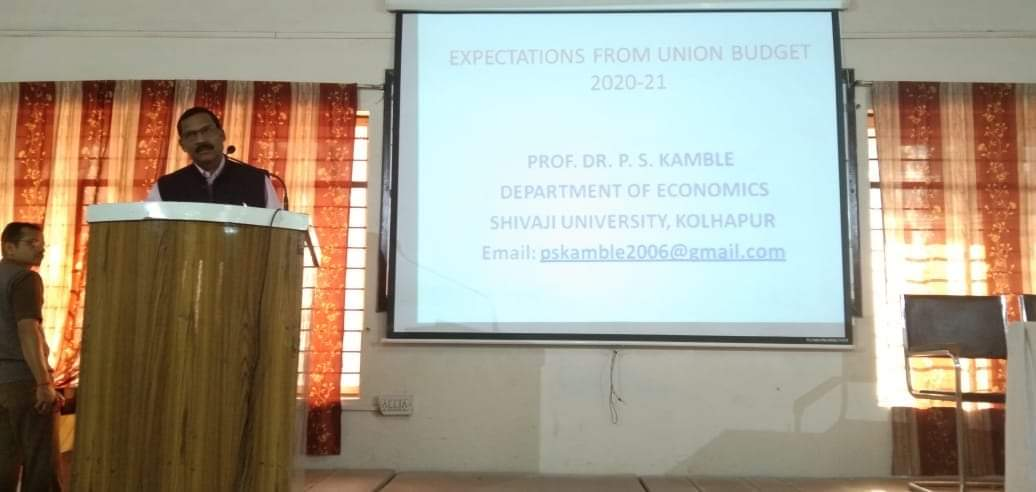 EXPECTATIONS FROM UNION BUDGET
2020-21
PROF. DR. P. S. KAMBLE
DEPARTMENT OF ECONOMICS
SHIVAJI UNIVERSITY, KOLHAPUR
Email: pskamble2006@gmail.com